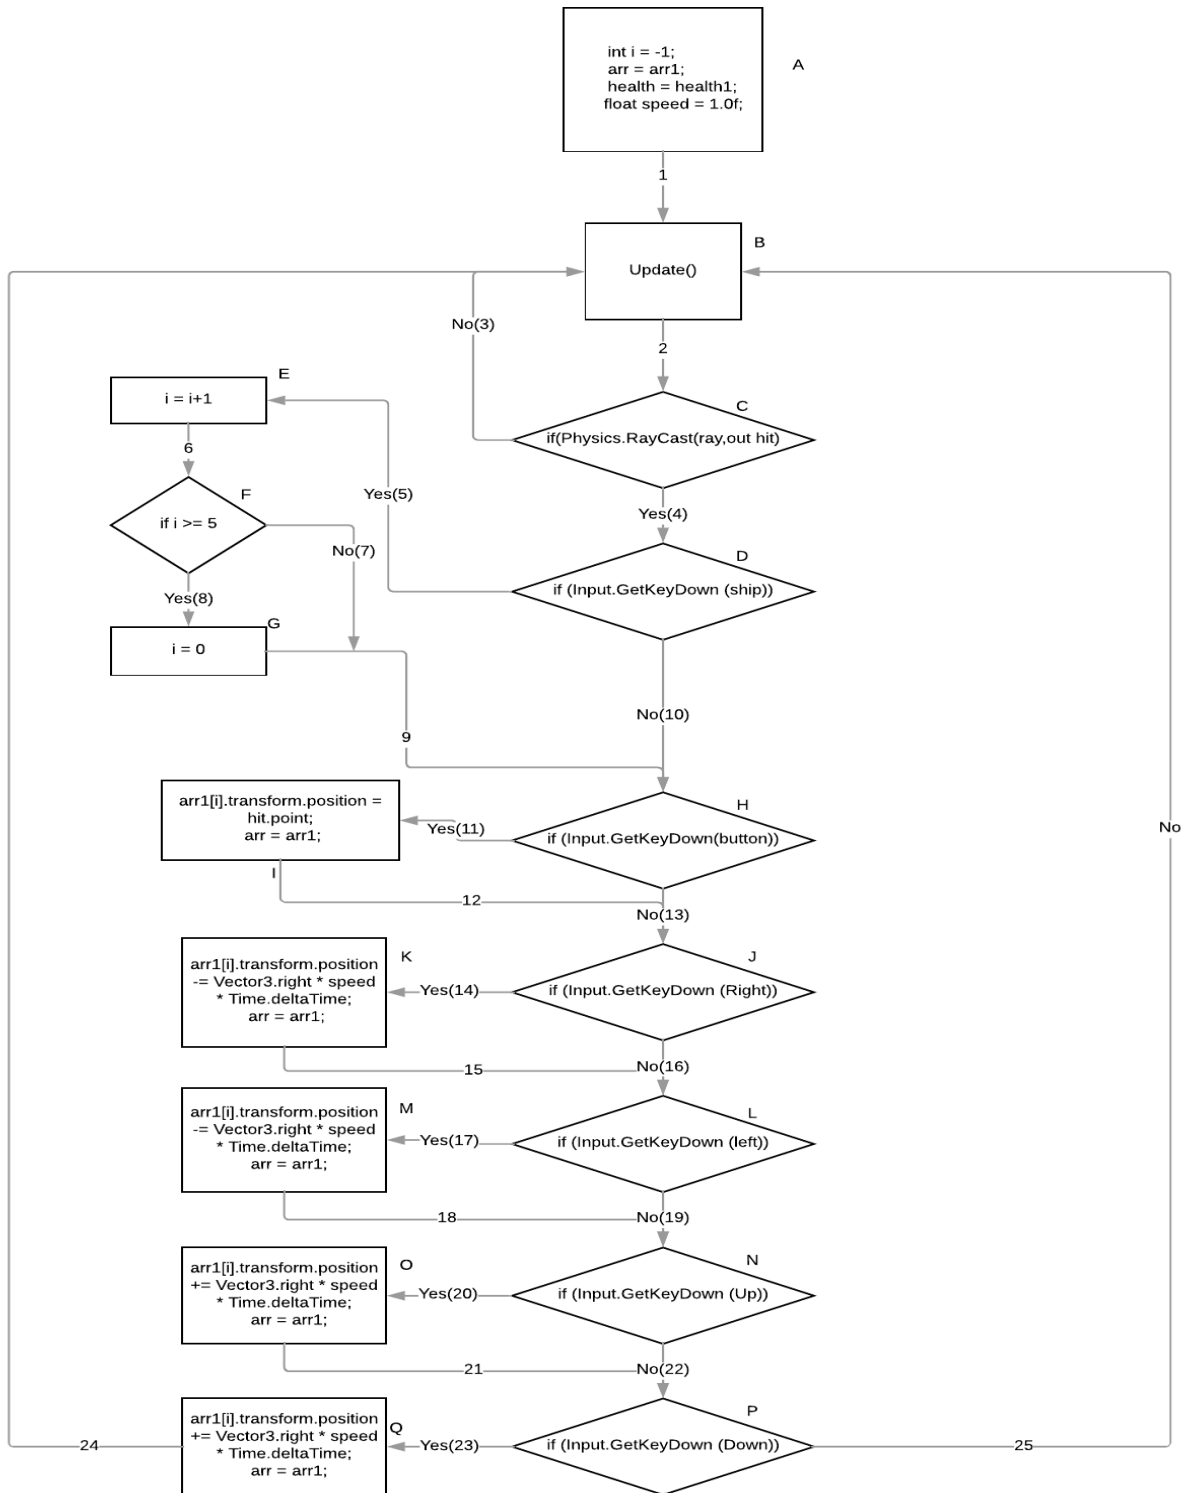 int i = -1;
arr = arr1;
health = health1;
float speed = 1.0f;
A
1
B
Update()
No(3)
2
E
i = i+1
C
if(Physics.RayCast(ray,out hit)
6
F
if i >= 5
Yes(5)
Yes(4)
No(7)
D
if (Input.GetKeyDown (ship))
Yes(8)
G
i = 0
No(10)
9
arr1[i].transform.position =
hit.point;
arr = arr1;
Yes(11)
H
if (Input.GetKeyDown(button))
No
I
12
No(13)
arr1[i].transform.position
-= Vector3.right * speed
* Time.deltaTime;
arr = arr1;
K
Yes(14)
J
if (Input.GetKeyDown (Right))
15
No(16)
arr1[i].transform.position
-= Vector3.right * speed
* Time.deltaTime;
arr = arr1;
M
Yes(17)
L
if (Input.GetKeyDown (left))
18
No(19)
arr1[i].transform.position
+= Vector3.right * speed
* Time.deltaTime;
arr = arr1;
O
Yes(20)
N
if (Input.GetKeyDown (Up))
21
No(22)
24
arr1[i].transform.position
+= Vector3.right * speed
* Time.deltaTime;
arr = arr1;
Q
Yes(23)
P
if (Input.GetKeyDown (Down))
25